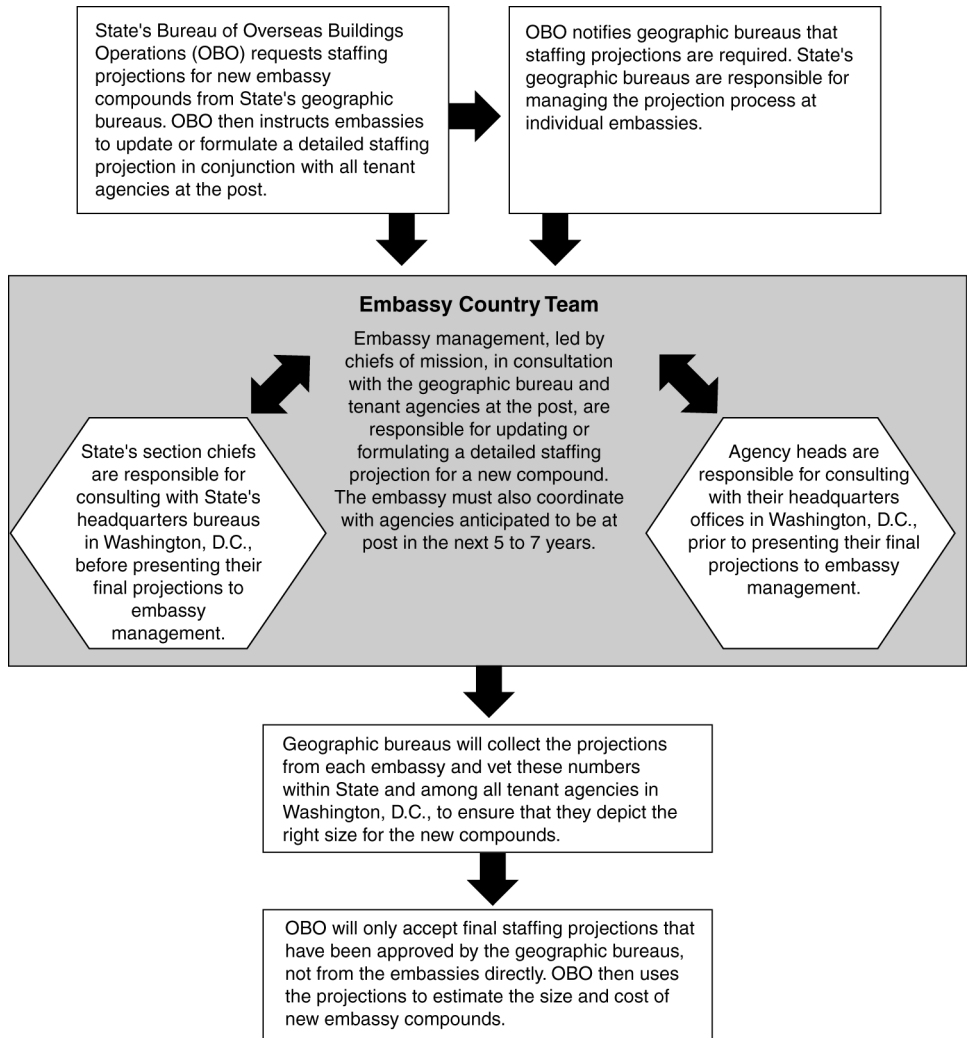 State's Bureau of Overseas Buildings
Operations (OBO) requests staffing
projections for new embassy
compounds from State's geographic
bureaus. OBO then instructs embassies
to update or formulate a detailed staffing
projection in conjunction with all tenant
agencies at the post.
OBO notifies geographic bureaus that
staffing projections are required. State's
geographic bureaus are responsible for
managing the projection process at
individual embassies.
Embassy Country Team
Embassy management, led by
chiefs of mission, in consultation
with the geographic bureau and
tenant agencies at the post, are
responsible for updating or
formulating a detailed staffing
projection for a new compound.
The embassy must also coordinate
with agencies anticipated to be at
post in the next 5 to 7 years.
State's section chiefs
are responsible for
consulting with State's
headquarters bureaus
in Washington, D.C.,
before presenting their
final projections to
embassy
management.
Agency heads are
responsible for consulting
with their headquarters
offices in Washington, D.C.,
prior to presenting their final
projections to embassy
management.
Geographic bureaus will collect the projections
from each embassy and vet these numbers
within State and among all tenant agencies in
Washington, D.C., to ensure that they depict the
right size for the new compounds.
OBO will only accept final staffing projections that
have been approved by the geographic bureaus,
not from the embassies directly. OBO then uses
the projections to estimate the size and cost of
new embassy compounds.